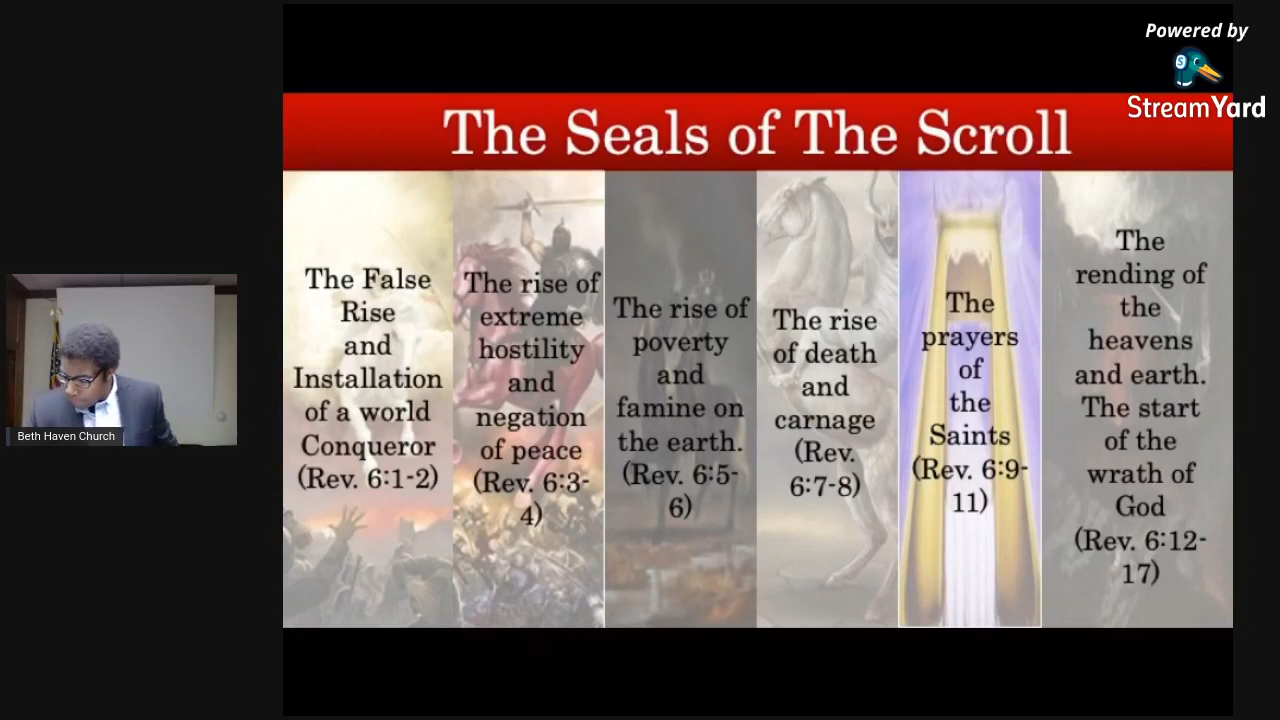 Powered by
StreamYard
The Seals of The Scroll
The False
Rise
and
Installation
of a world
Conqueror
(Rev. 6:1-2)
The rise of
extreme
hostility
and
negation
of peace
(Rev. 6:3-
4)
The rise of
poverty
and
famine on
the earth.
(Rev. 6:5-
6)
The rise
of death
and
carnage
(Rev.
6:7-8)
The
prayers
of
the
Saints
(Rev. 6:9-
11)
The
rending of
the
heavens
and earth.
The start
of the
wrath of
God
(Rev. 6:12-
17)
Beth Haven Church